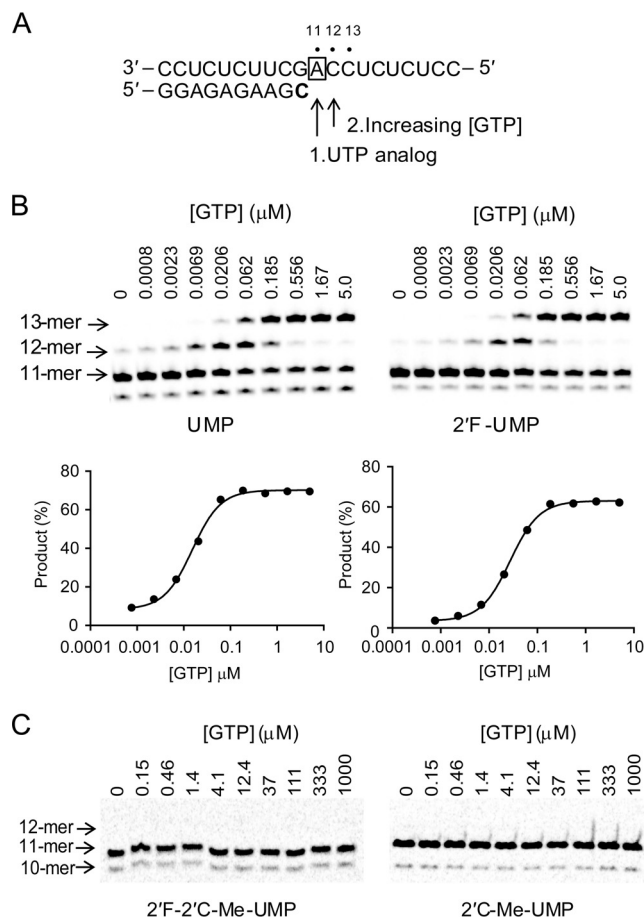 A
11 12 13
3′ – CCUCUCUUCGACCUCUCUCC– 5′
5′ – GGAGAGAAGC
2.Increasing [GTP]
1.UTP analog
B
[GTP] (μM) [GTP] (μM)
0 0.0008 0.0023 0.0069 0.0206 0.062 0.185 0.556 1.67 5.0 0 0.0008 0.0023 0.0069 0.0206 0.062 0.185 0.556 1.67 5.0
13-mer
12-mer
11-mer
UMP 2′F -UMP
Product (%) 80 60 40 20 0
0.0001 0.001 0.01 0.1 1 10
[GTP] μM
Product (%) 80 60 40 20 0
0.0001 0.001 0.01 0.1 1 10
[GTP] μM
C
[GTP] (μM) [GTP] (μM)
0 0.15 0.46 1.4 4.1 12.4 37 111 333 1000 0 0.15 0.46 1.4 4.1 12.4 37 111 333 1000
12-mer
11-mer
10-mer
2′F-2′C-Me-UMP 2′C-Me-UMP